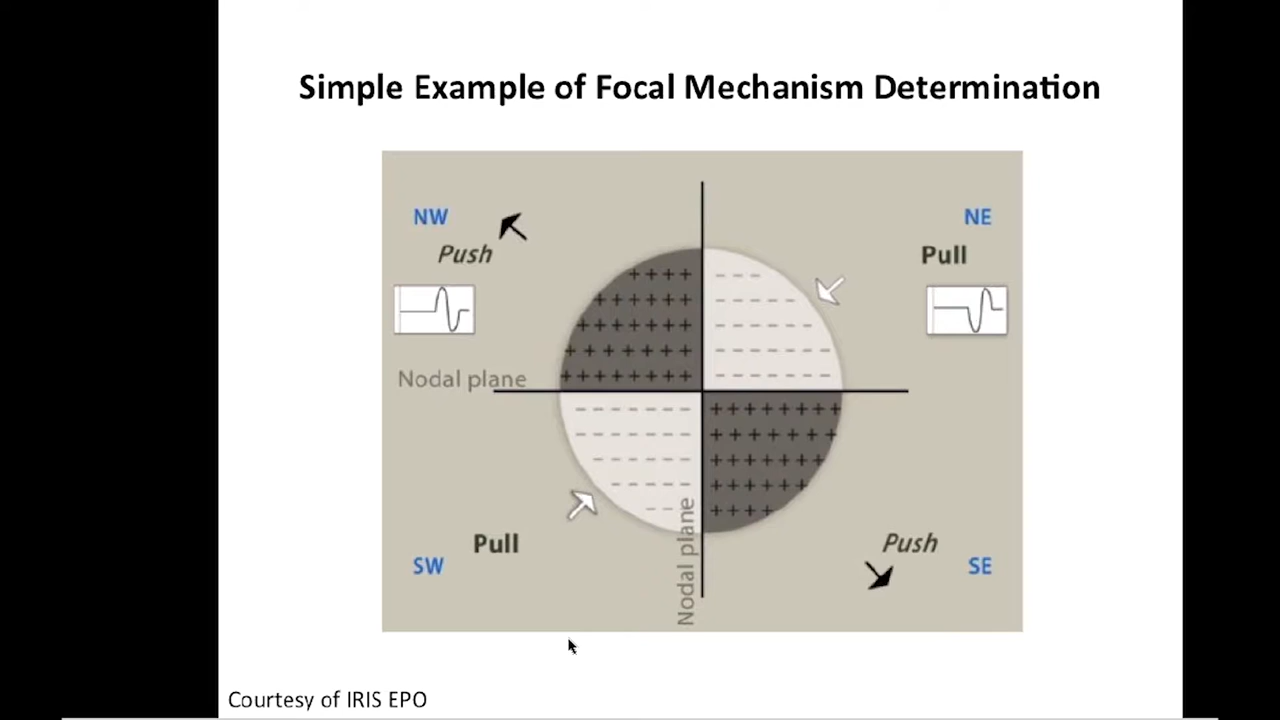 Simple Example of Focal Mechanism Determination
NW
NE
Push
Pull
Nodal plane
Nodal plane
Pull
Push
SW
SE
Courtesy of IRIS EPO